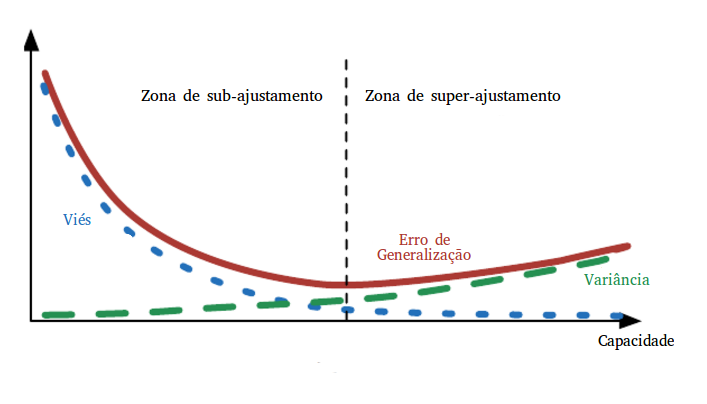 Zona de sub-ajustamento
Zona de super-ajustamento
Viés
Erro de
Generalização
Variância
Capacidade